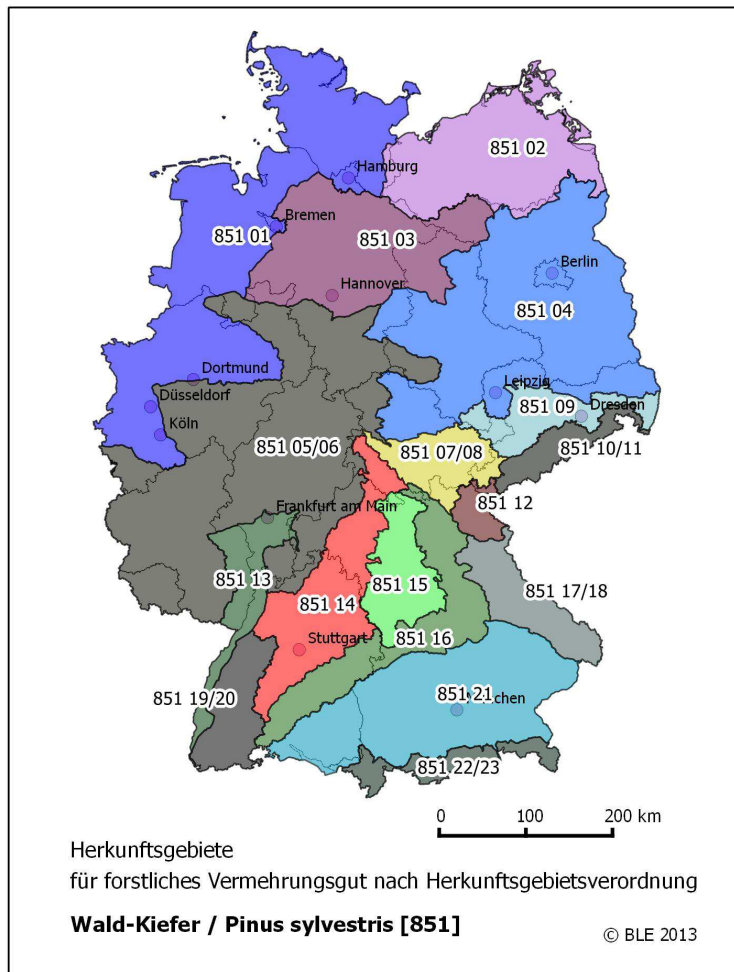 851 02
Hamburg
Bremen
851 01
851 03
Berlin
Hannover
851 04
Dortmund
Leipzig
Düsseldorf
851 09
Dresden
Köln
851 05/06
851 07/08
851 10/11
Frankfurt am Main
851 12
851 13
851 15
851 17/18
851 14
Stuttgart
851 16
851 19/20
851 21
851 22/23
0 100 200 km
Herkunftsgebiete
für forstliches Vermehrungsgut nach Herkunftsgebietsverordnung
Wald-Kiefer / Pinus sylvestris [851]
© BLE 2013